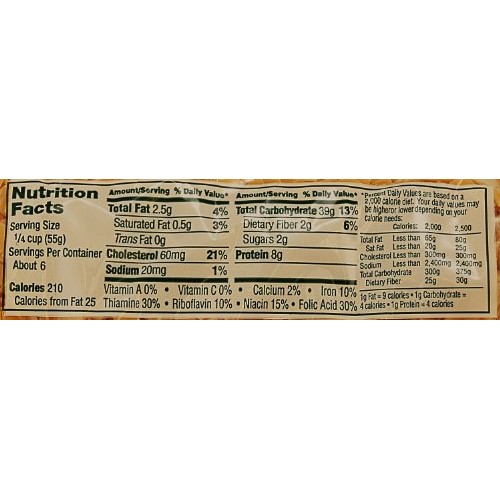 Nutrition
Facts
Serving Size
1/4 cup (55g)
Servings Per Container
About 6
Calories 210
Calories from Fat 25
Amount/Serving % Daily Value*
Total Fat 2.5g 4%
Saturated Fat 0.5g 3%
Trans Fat 0g
Cholesterol 60mg 21%
Sodium 20mg 1%
Amount/Serving % Daily Value*
Total Carbohydrate 39g 13%
Dietary Fiber 2g 6%
Sugars 2g
Protein 8g
Vitamin A 0% • Vitamin C 0% • Calcium 2% • Iron 10%
Thiamine 30% • Riboflavin 10% • Niacin 15% • Folic Acid 30%
*Percent Daily Values are based on a
2,000 calorie diet. Your daily values may
be higher or lower depending on your
calorie needs:
Calories: 2,000 2,500
Total Fat Less than 65g 80g
Sat Fat Less than 20g 25g
Cholesterol Less than 300mg 300mg
Sodium Less than 2,400mg 2,400mg
Total Carbohydrate 300g 375g
Dietary Fiber 25g 30g
1g Fat = 9 calories • 1g Carbohydrate =
4 calories • 1g Protein = 4 calories